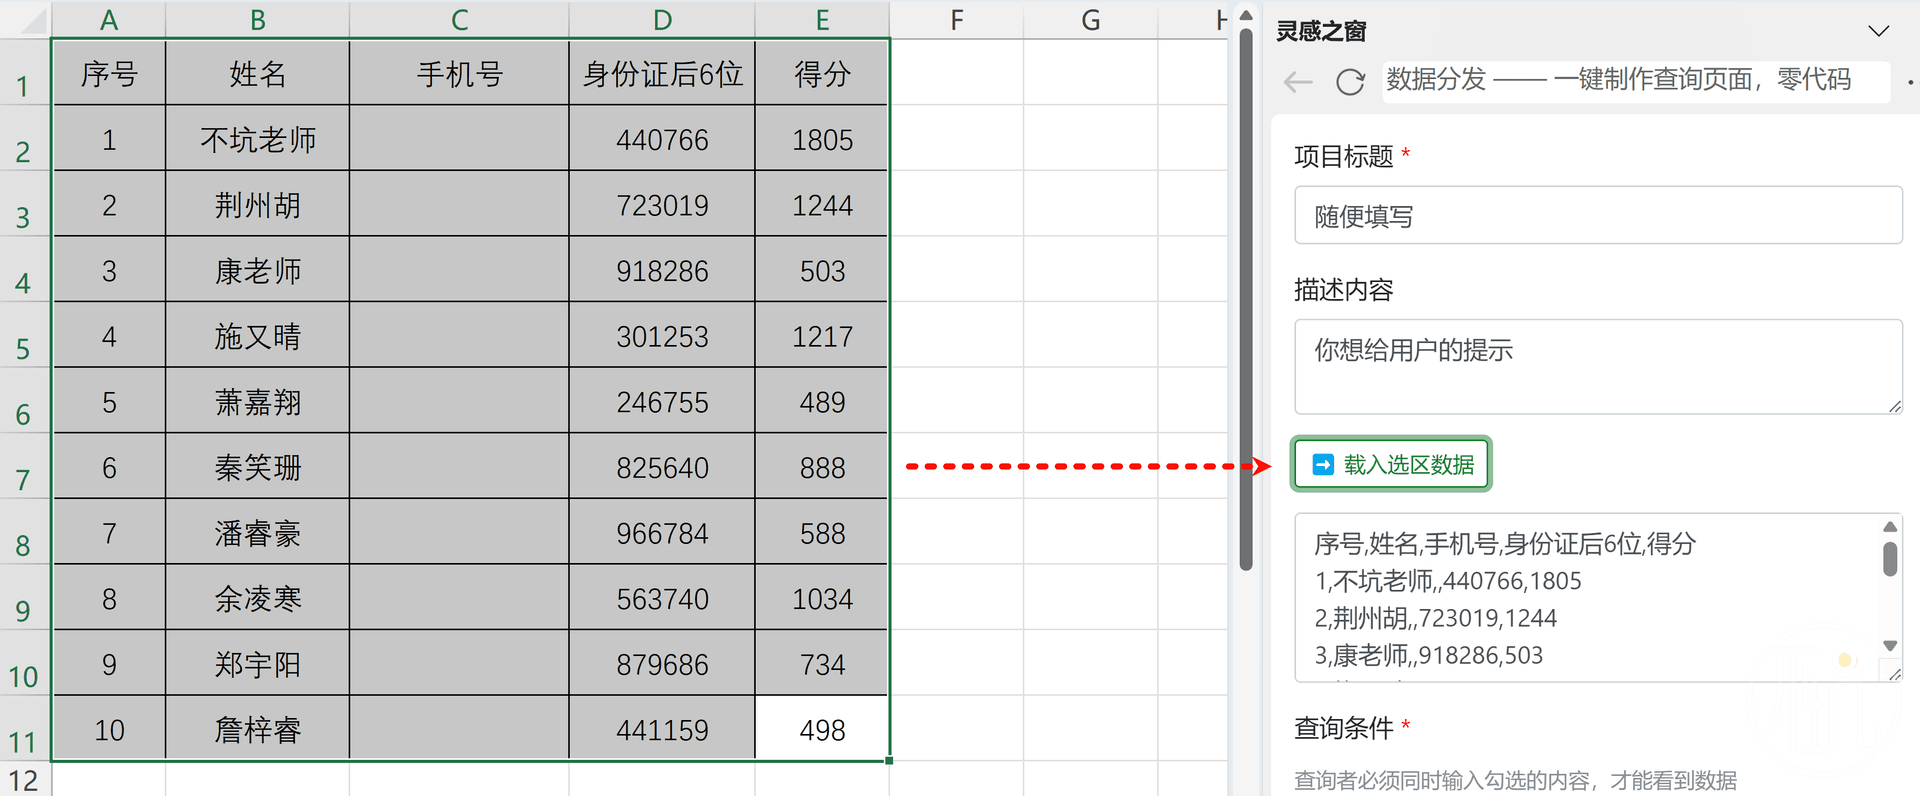 A B C D E F G H
1 序号 姓名 手机号 身份证后6位 得分
2 1 不坑老师 440766 1805
3 2 荆州胡 723019 1244
4 3 康老师 918286 503
5 4 施又晴 301253 1217
6 5 萧嘉翔 246755 489
7 6 秦笑珊 825640 888
8 7 潘睿豪 966784 588
9 8 余凌寒 563740 1034
10 9 郑宇阳 879686 734
11 10 詹梓睿 441159 498
12
灵感之窗
数据分发 —— 一键制作查询页面，零代码
项目标题 *
随便填写
描述内容
你想给用户的提示
载入选区数据
序号,姓名,手机号,身份证后6位,得分
1,不坑老师,,440766,1805
2,荆州胡,,723019,1244
3,康老师,,918286,503
查询条件 *
查询者必须同时输入勾选的内容，才能看到数据